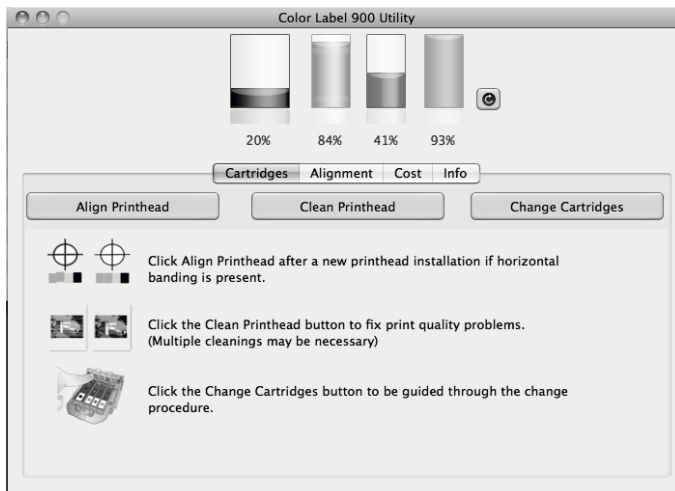 Color Label 900 Utility
20% 84% 41% 93%
Cartridges Alignment Cost Info
Align Printhead Clean Printhead Change Cartridges
Click Align Printhead after a new printhead installation if horizontal
banding is present.
Click the Clean Printhead button to fix print quality problems.
(Multiple cleanings may be necessary)
Click the Change Cartridges button to be guided through the change
procedure.